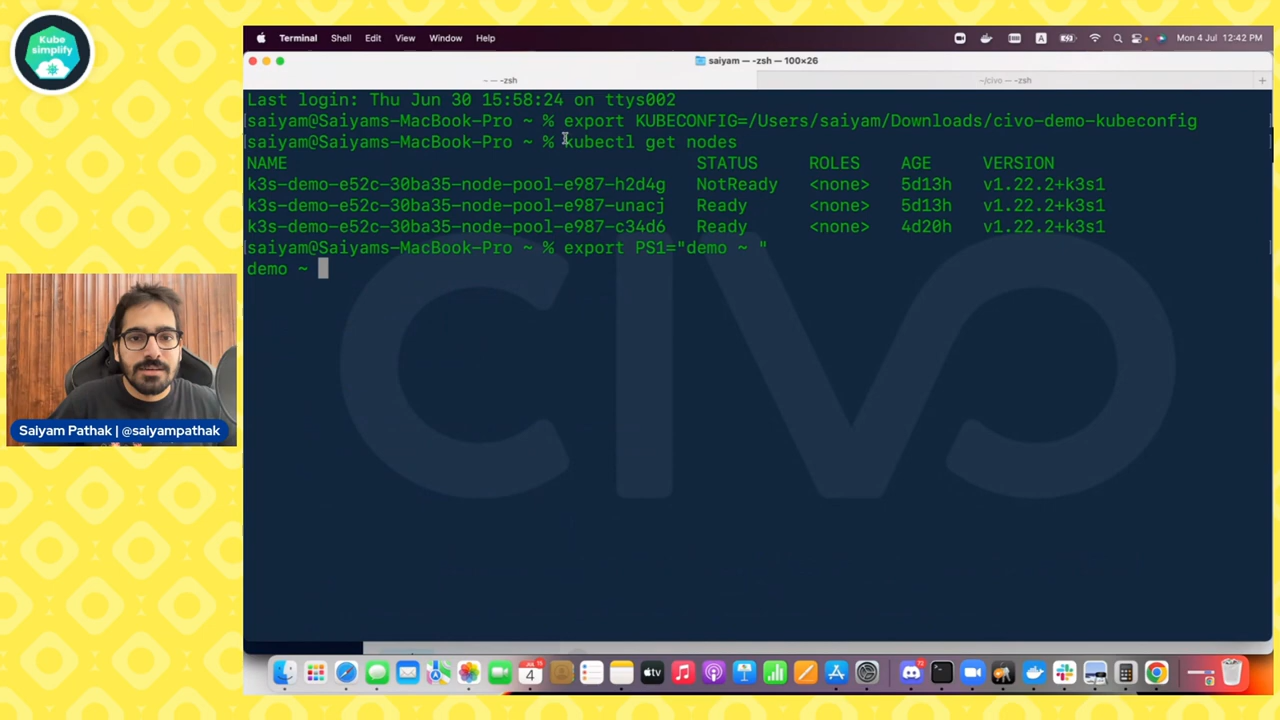 Kube
simplify
Terminal Shell Edit View Window Help
Mon 4 Jul 12:42 PM
saiyam — -zsh — 100×26
~ — -zsh
~/civo — -zsh
Last login: Thu Jun 30 15:58:24 on ttys002
saiyam@Saiyams-MacBook-Pro ~ % export KUBECONFIG=/Users/saiyam/Downloads/civo-demo-kubeconfig
saiyam@Saiyams-MacBook-Pro ~ % kubectl get nodes
NAME STATUS ROLES AGE VERSION
k3s-demo-e52c-30ba35-node-pool-e987-h2d4g NotReady <none> 5d13h v1.22.2+k3s1
k3s-demo-e52c-30ba35-node-pool-e987-unacj Ready <none> 5d13h v1.22.2+k3s1
k3s-demo-e52c-30ba35-node-pool-e987-c34d6 Ready <none> 4d20h v1.22.2+k3s1
saiyam@Saiyams-MacBook-Pro ~ % export PS1="demo ~ "
demo ~
CIVO
Saiyam Pathak | @saiyampathak
JUL
4
tv